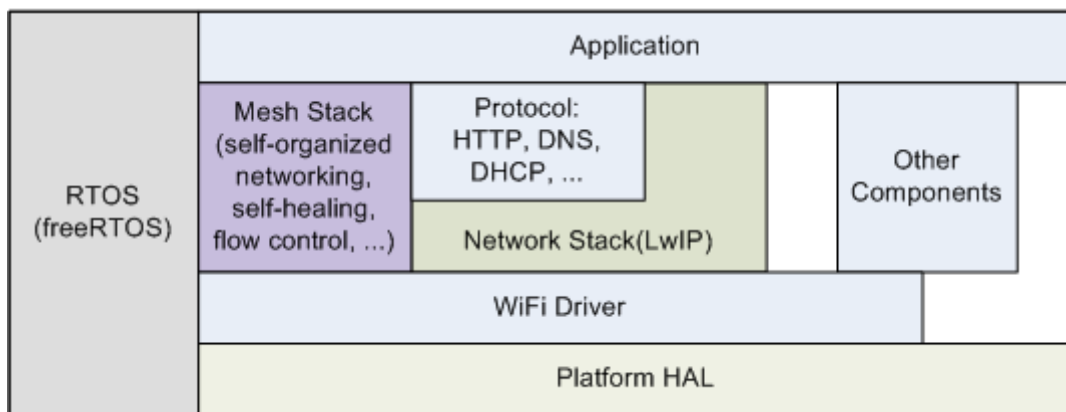 Application
RTOS
(freeRTOS)
Mesh Stack
(self-organized
networking,
self-healing,
flow control, ...)
Protocol:
HTTP, DNS,
DHCP, ...
Network Stack(LwIP)
Other
Components
WiFi Driver
Platform HAL